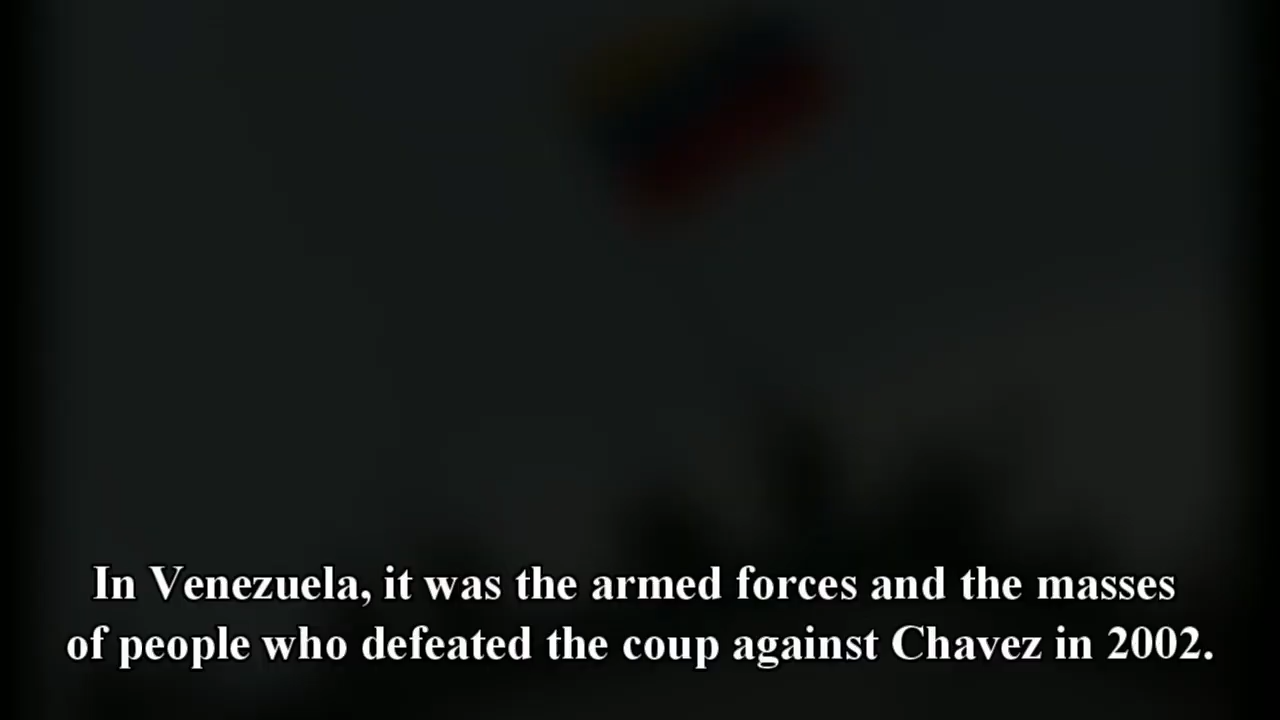 In Venezuela, it was the armed forces and the masses
of people who defeated the coup against Chavez in 2002.